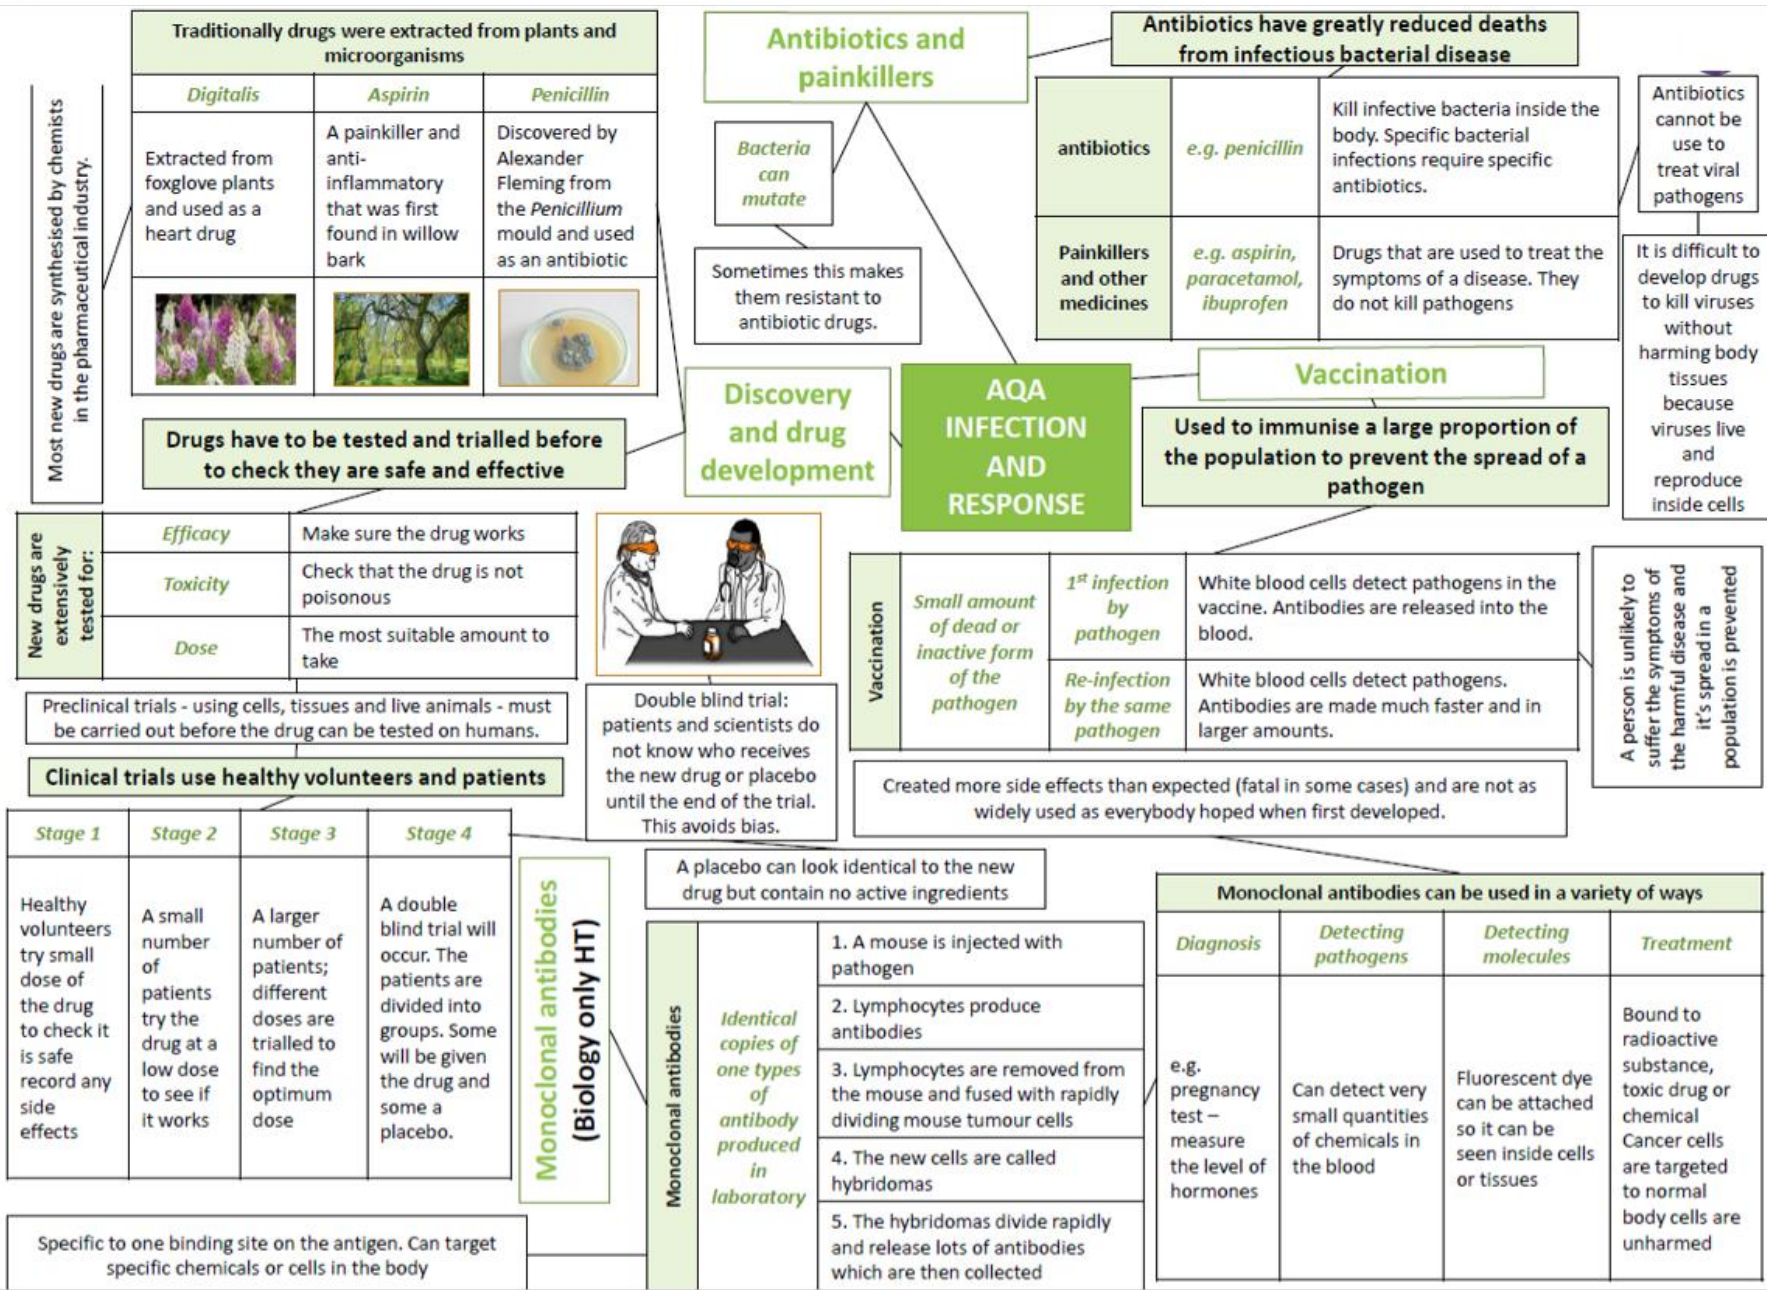 Traditionally drugs were extracted from plants and
microorganisms
Digitalis
Aspirin
Penicillin
Extracted from
foxglove plants
and used as a
heart drug
A painkiller and
anti-
inflammatory
that was first
found in willow
bark
Discovered by
Alexander
Fleming from
the Penicillium
mould and used
as an antibiotic
Most new drugs are synthesised by chemists
in the pharmaceutical industry.
Antibiotics and
painkillers
Bacteria
can
mutate
Sometimes this makes
them resistant to
antibiotic drugs.
Antibiotics have greatly reduced deaths
from infectious bacterial disease
antibiotics
e.g. penicillin
Kill infective bacteria inside the
body. Specific bacterial
infections require specific
antibiotics.
Painkillers
and other
medicines
e.g. aspirin,
paracetamol,
ibuprofen
Drugs that are used to treat the
symptoms of a disease. They
do not kill pathogens
Antibiotics
cannot be
use to
treat viral
pathogens
It is difficult to
develop drugs
to kill viruses
without
harming body
tissues
because
viruses live
and
reproduce
inside cells
Discovery
and drug
development
AQA
INFECTION
AND
RESPONSE
Vaccination
Used to immunise a large proportion of
the population to prevent the spread of a
pathogen
Drugs have to be tested and trialled before
to check they are safe and effective
New drugs are
extensively
tested for:
Efficacy
Make sure the drug works
Toxicity
Check that the drug is not
poisonous
Dose
The most suitable amount to
take
Preclinical trials - using cells, tissues and live animals - must
be carried out before the drug can be tested on humans.
Clinical trials use healthy volunteers and patients
Stage 1
Stage 2
Stage 3
Stage 4
Healthy
volunteers
try small
dose of
the drug
to check it
is safe
record any
side
effects
A small
number
of
patients
try the
drug at a
low dose
to see if
it works
A larger
number of
patients;
different
doses are
trialled to
find the
optimum
dose
A double
blind trial will
occur. The
patients are
divided into
groups. Some
will be given
the drug and
some a
placebo.
Double blind trial:
patients and scientists do
not know who receives
the new drug or placebo
until the end of the trial.
This avoids bias.
A placebo can look identical to the new
drug but contain no active ingredients
Vaccination
Small amount
of dead or
inactive form
of the
pathogen
1st infection
by
pathogen
White blood cells detect pathogens in the
vaccine. Antibodies are released into the
blood.
Re-infection
by the same
pathogen
White blood cells detect pathogens.
Antibodies are made much faster and in
larger amounts.
A person is unlikely to
suffer the symptoms of
the harmful disease and
it's spread in a
population is prevented
Created more side effects than expected (fatal in some cases) and are not as
widely used as everybody hoped when first developed.
Monoclonal antibodies
(Biology only HT)
Monoclonal antibodies
Identical
copies of
one types
of
antibody
produced
in
laboratory
1. A mouse is injected with
pathogen
2. Lymphocytes produce
antibodies
3. Lymphocytes are removed from
the mouse and fused with rapidly
dividing mouse tumour cells
4. The new cells are called
hybridomas
5. The hybridomas divide rapidly
and release lots of antibodies
which are then collected
Specific to one binding site on the antigen. Can target
specific chemicals or cells in the body
Monoclonal antibodies can be used in a variety of ways
Diagnosis
Detecting
pathogens
Detecting
molecules
Treatment
e.g.
pregnancy
test –
measure
the level of
hormones
Can detect very
small quantities
of chemicals in
the blood
Fluorescent dye
can be attached
so it can be
seen inside cells
or tissues
Bound to
radioactive
substance,
toxic drug or
chemical
Cancer cells
are targeted
to normal
body cells are
unharmed